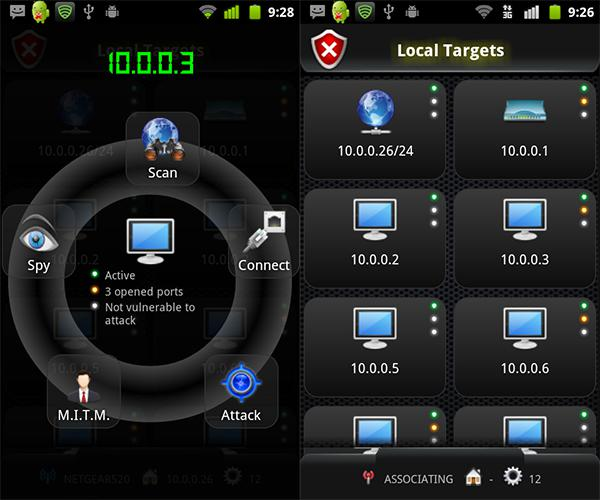 9:28
Local Targets
10.0.0.3
10.0.0.26/24
10.0.0.1
Scan
Spy
Connect
Active
3 opened ports
Not vulnerable to
attack
M.I.T.M.
Attack
NETGEAR520
10.0.0.26
12
3G
9:26
Local Targets
10.0.0.26/24
10.0.0.1
10.0.0.2
10.0.0.3
10.0.0.5
10.0.0.6
ASSOCIATING
-
12